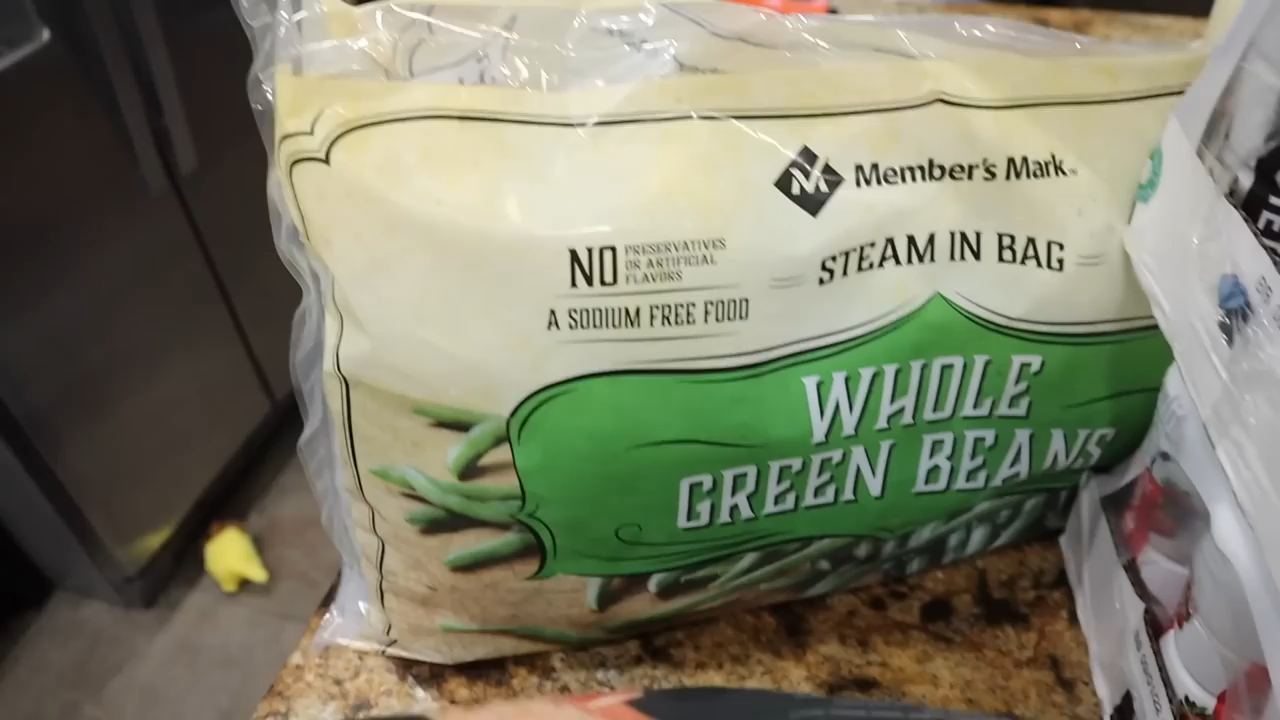 Member's Mark
NO PRESERVATIVES
OR ARTIFICIAL
FLAVORS
A SODIUM FREE FOOD
STEAM IN BAG
WHOLE
GREEN BEANS